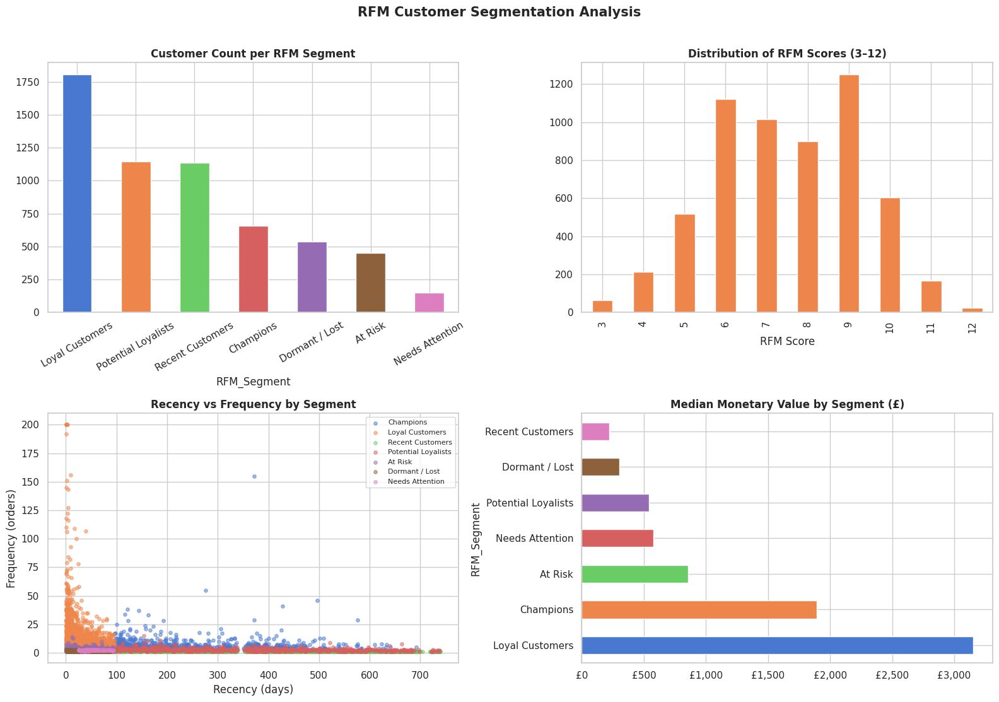 RFM Customer Segmentation Analysis
Customer Count per RFM Segment
1750
1500
1250
1000
750
500
250
0
Loyal Customers
Potential Loyalists
Recent Customers
Champions
Dormant / Lost
At Risk
Needs Attention
RFM_Segment
Distribution of RFM Scores (3–12)
1200
1000
800
600
400
200
0
3
4
5
6
7
8
9
10
11
12
RFM Score
Recency vs Frequency by Segment
Frequency (orders)
200
175
150
125
100
75
50
25
0
Champions
Loyal Customers
Recent Customers
Potential Loyalists
At Risk
Dormant / Lost
Needs Attention
0
100
200
300
400
500
600
700
Recency (days)
Median Monetary Value by Segment (£)
RFM_Segment
Recent Customers
Dormant / Lost
Potential Loyalists
Needs Attention
At Risk
Champions
Loyal Customers
£0
£500
£1,000
£1,500
£2,000
£2,500
£3,000